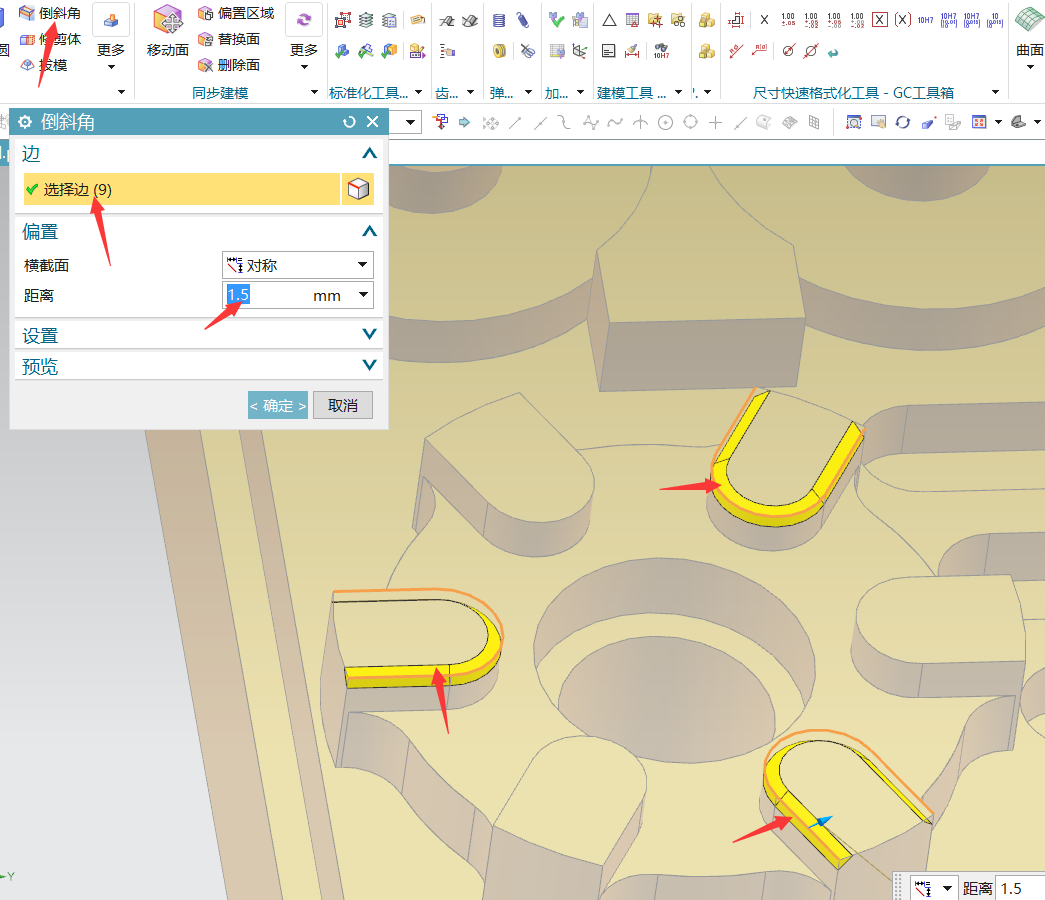 倒斜角
修剪体
拔模
圆
更多
移动面
偏置区域
替换面
删除面
更多
同步建模
标准化工具...
齿...
弹...
加...
建模工具 ...
尺寸快速格式化工具 - GC工具箱
曲面
倒斜角
边
选择边 (9)
偏置
横截面
对称
距离
1.5
mm
设置
预览
< 确定 >
取消
Y
距离
1.5